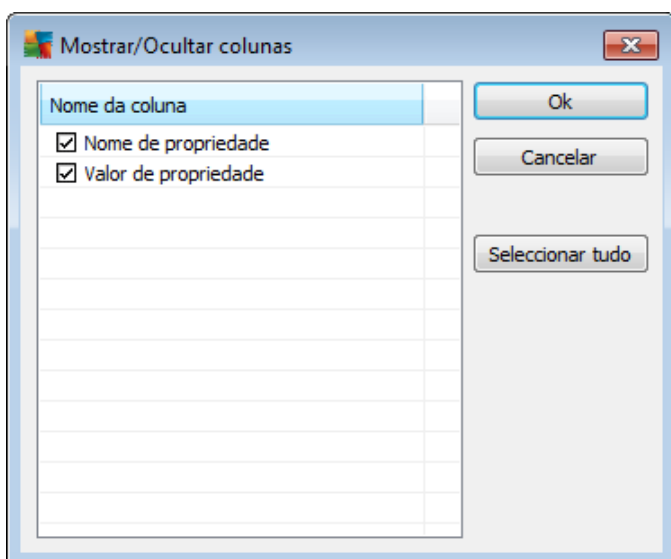 Mostrar/Ocultar colunas
Nome da coluna
Nome de propriedade
Valor de propriedade
Ok
Cancelar
Seleccionar tudo